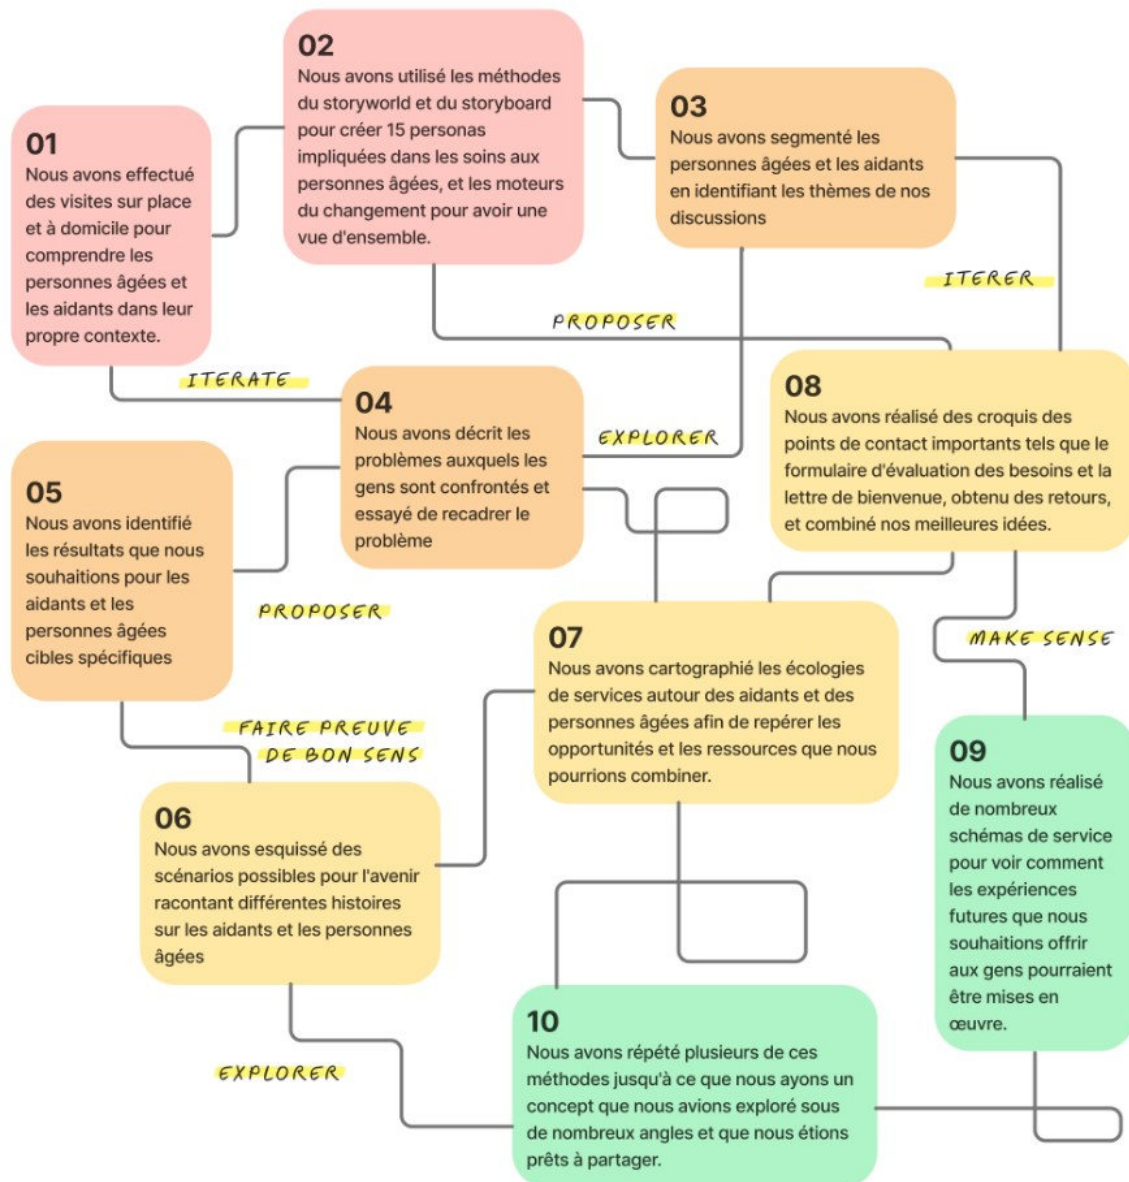 01
Nous avons effectué
des visites sur place
et à domicile pour
comprendre les
personnes âgées et
les aidants dans leur
propre contexte.
02
Nous avons utilisé les méthodes
du storyworld et du storyboard
pour créer 15 personas
impliquées dans les soins aux
personnes âgées, et les moteurs
du changement pour avoir une
vue d'ensemble.
03
Nous avons segmenté les
personnes âgées et les aidants
en identifiant les thèmes de nos
discussions
ITERER
PROPOSER
ITERATE
04
Nous avons décrit les
problèmes auxquels les
gens sont confrontés et
essayé de recadrer le
problème
EXPLORER
08
Nous avons réalisé des croquis des
points de contact importants tels que le
formulaire d'évaluation des besoins et la
lettre de bienvenue, obtenu des retours,
et combiné nos meilleures idées.
05
Nous avons identifié
les résultats que nous
souhaitions pour les
aidants et les
personnes âgées
cibles spécifiques
PROPOSER
07
Nous avons cartographié les écologies
de services autour des aidants et des
personnes âgées afin de repérer les
opportunités et les ressources que nous
pourrions combiner.
MAKE SENSE
FAIRE PREUVE
DE BON SENS
06
Nous avons esquissé des
scénarios possibles pour l'avenir
racontant différentes histoires
sur les aidants et les personnes
âgées
09
Nous avons réalisé
de nombreux
schémas de service
pour voir comment
les expériences
futures que nous
souhaitions offrir
aux gens pourraient
être mises en
œuvre.
EXPLORER
10
Nous avons répété plusieurs de ces
méthodes jusqu'à ce que nous ayons un
concept que nous avions exploré sous
de nombreux angles et que nous étions
prêts à partager.